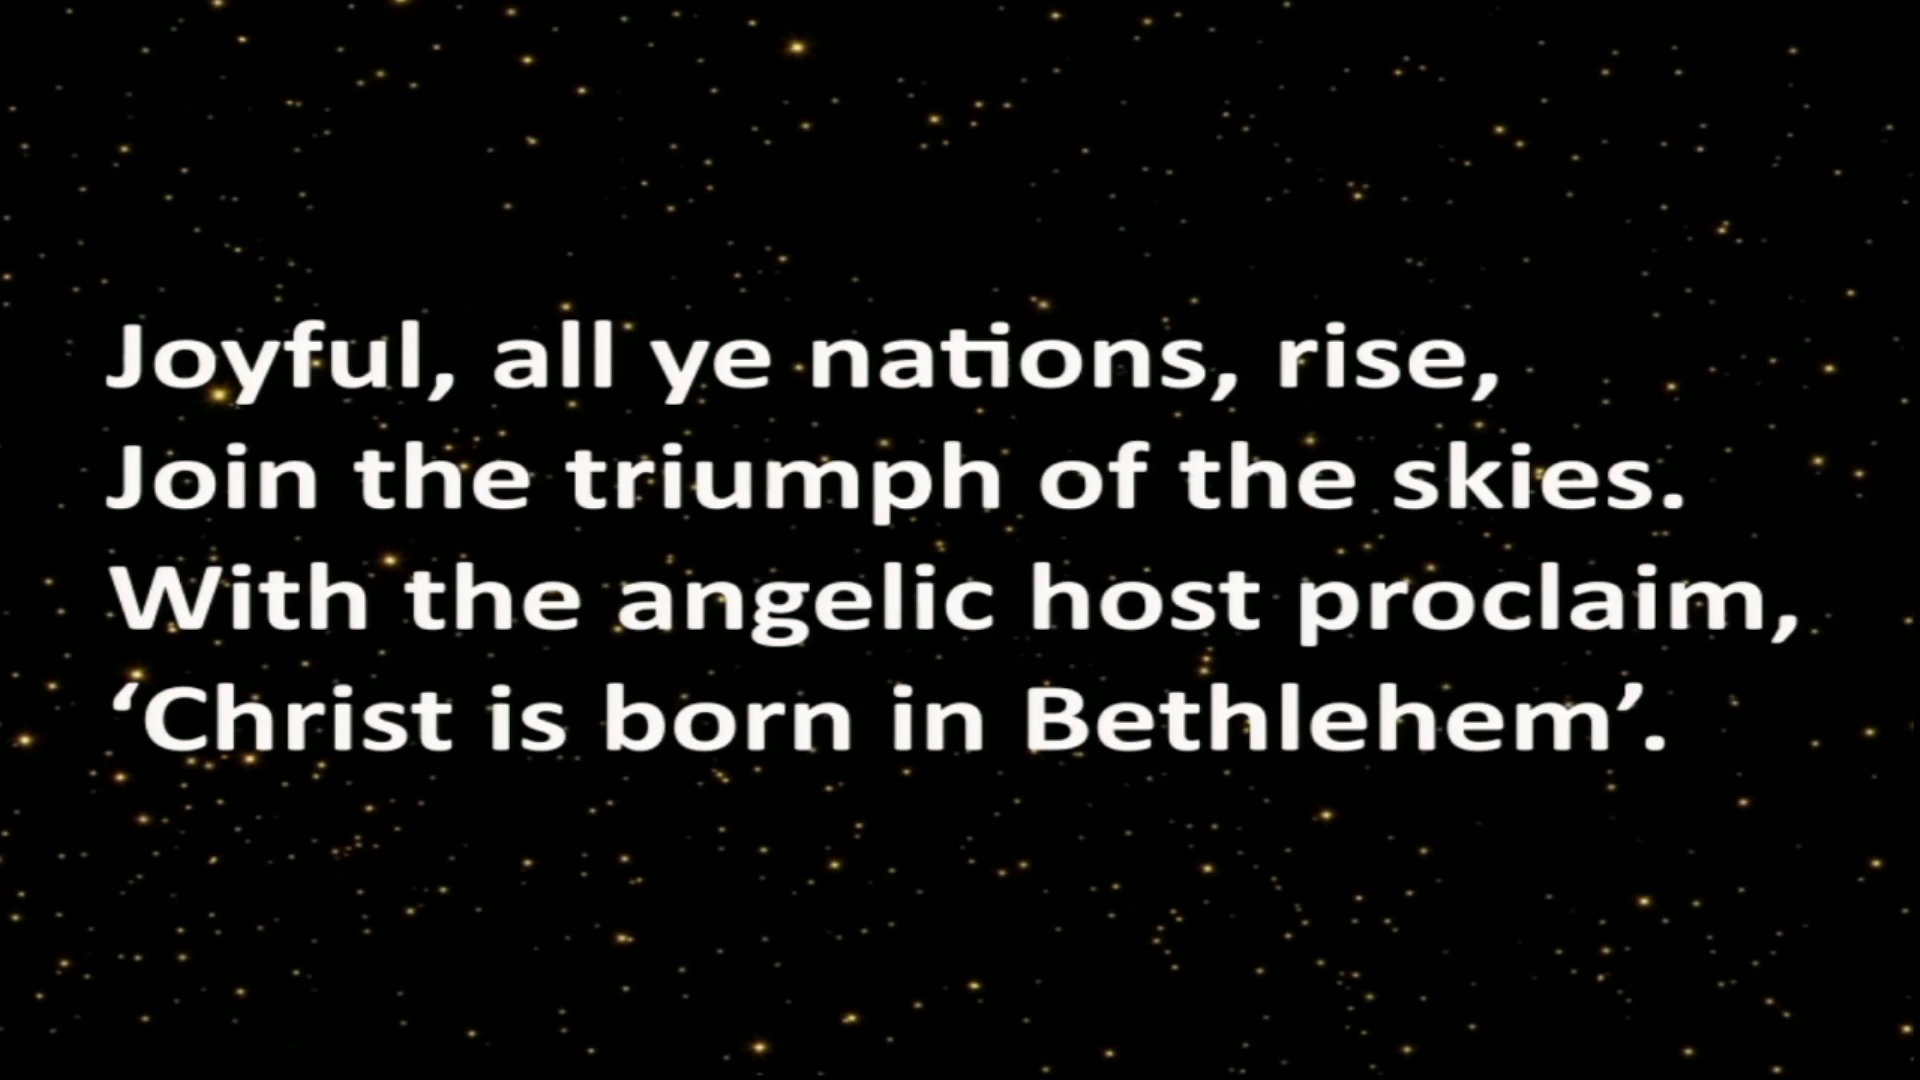 Joyful, all ye nations, rise,
Join the triumph of the skies.
With the angelic host proclaim,
‘Christ is born in Bethlehem’.